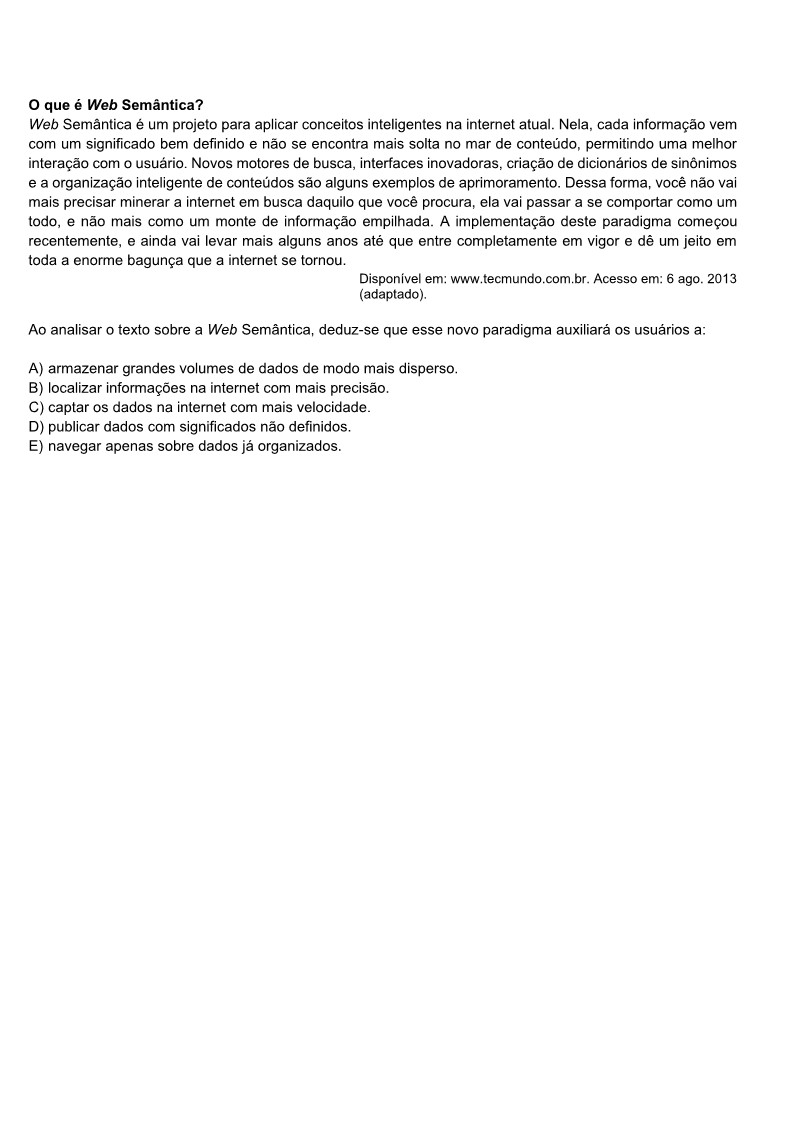 O que é Web Semântica?
Web Semântica é um projeto para aplicar conceitos inteligentes na internet atual. Nela, cada informação vem
com um significado bem definido e não se encontra mais solta no mar de conteúdo, permitindo uma melhor
interação com o usuário. Novos motores de busca, interfaces inovadoras, criação de dicionários de sinônimos
e a organização inteligente de conteúdos são alguns exemplos de aprimoramento. Dessa forma, você não vai
mais precisar minerar a internet em busca daquilo que você procura, ela vai passar a se comportar como um
todo, e não mais como um monte de informação empilhada. A implementação deste paradigma começou
recentemente, e ainda vai levar mais alguns anos até que entre completamente em vigor e dê um jeito em
toda a enorme bagunça que a internet se tornou.
Disponível em: www.tecmundo.com.br. Acesso em: 6 ago. 2013
(adaptado).
Ao analisar o texto sobre a Web Semântica, deduz-se que esse novo paradigma auxiliará os usuários a:
A) armazenar grandes volumes de dados de modo mais disperso.
B) localizar informações na internet com mais precisão.
C) captar os dados na internet com mais velocidade.
D) publicar dados com significados não definidos.
E) navegar apenas sobre dados já organizados.